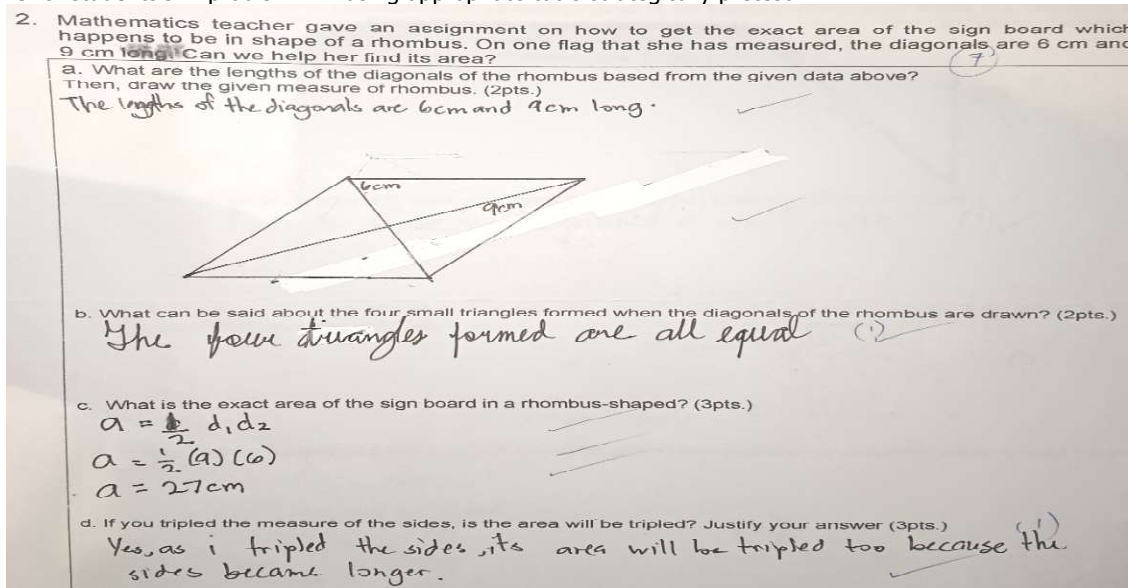 2. Mathematics teacher gave an assignment on how to get the exact area of the sign board which
happens to be in shape of a rhombus. On one flag that she has measured, the diagonals are 6 cm and
9 cm long. Can we help her find its area?
7
a. What are the lengths of the diagonals of the rhombus based from the given data above?
Then, draw the given measure of rhombus. (2pts.)
The lengths of the diagonals are 6cm and 9cm long.
6cm
9cm
b. What can be said about the four small triangles formed when the diagonals of the rhombus are drawn? (2pts.)
The four triangles formed are all equal (1)
c. What is the exact area of the sign board in a rhombus-shaped? (3pts.)
a = 1/2 d1d2
a = 1/2 (9) (6)
a = 27cm
d. If you tripled the measure of the sides, is the area will be tripled? Justify your answer (3pts.)
(1)
Yes, as i tripled the sides, its area will be tripled too because the
sides became longer.